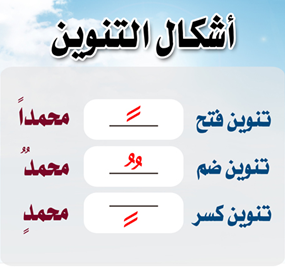 أشكال التنوين
تنوين فتح ً محمداً
تنوين ضم ٌ محمدٌ
تنوين كسر ٍ محمدٍ